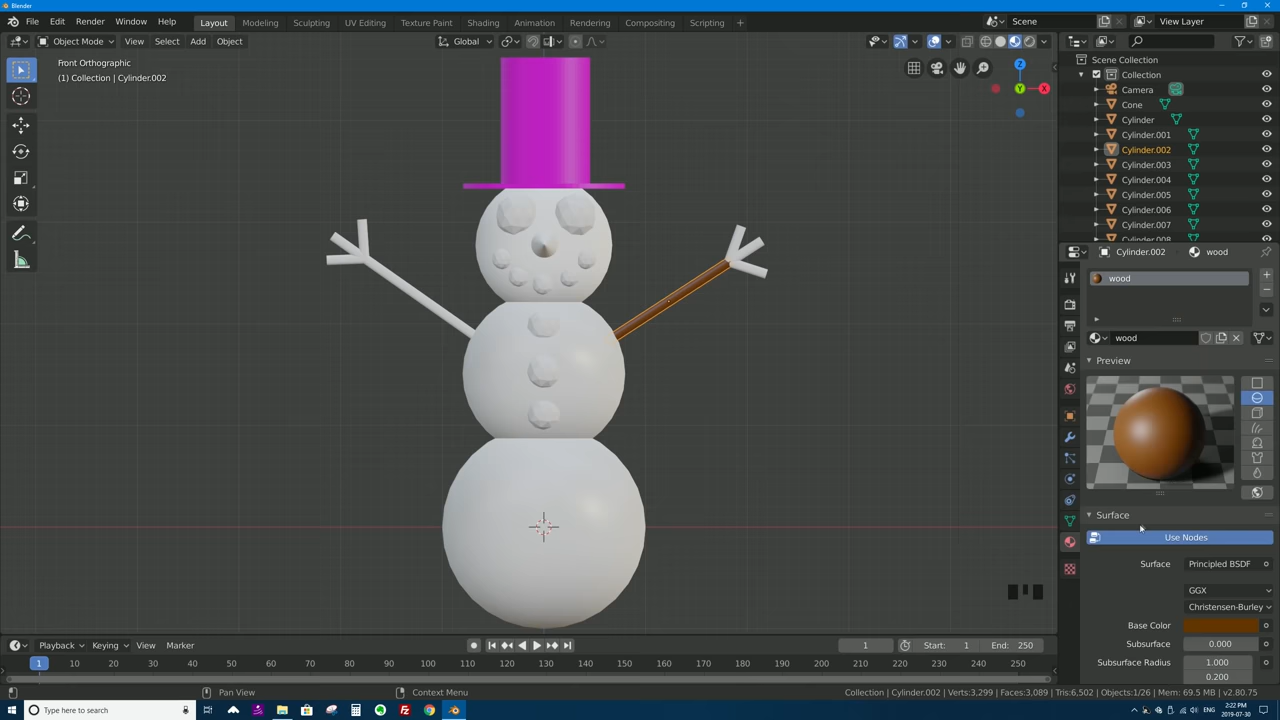 Blender
File Edit Render Window Help Layout Modeling Sculpting UV Editing Texture Paint Shading Animation Rendering Compositing Scripting + Scene View Layer
Object Mode View Select Add Object Global
Front Orthographic
(1) Collection | Cylinder.002
Z
Y
X
Scene Collection
Collection
Camera
Cone
Cylinder
Cylinder.001
Cylinder.002
Cylinder.003
Cylinder.004
Cylinder.005
Cylinder.006
Cylinder.007
Cylinder.008
Cylinder.002 wood
wood
wood
Preview
Surface
Use Nodes
Surface Principled BSDF
GGX
Christensen-Burley
Base Color
Subsurface 0.000
Subsurface Radius 1.000
0.200
Playback Keying View Marker 1 Start: 1 End: 250
1 10 20 30 40 50 60 70 80 90 100 110 120 130 140 150 160 170 180 190 200 210 220 230 240 250
Pan View Context Menu Collection | Cylinder.002 | Verts:3,299 | Faces:3,089 | Tris:6,502 | Objects:1/26 | Mem: 69.5 MB | v2.80.75
Type here to search ENG 2:22 PM
2019-07-30